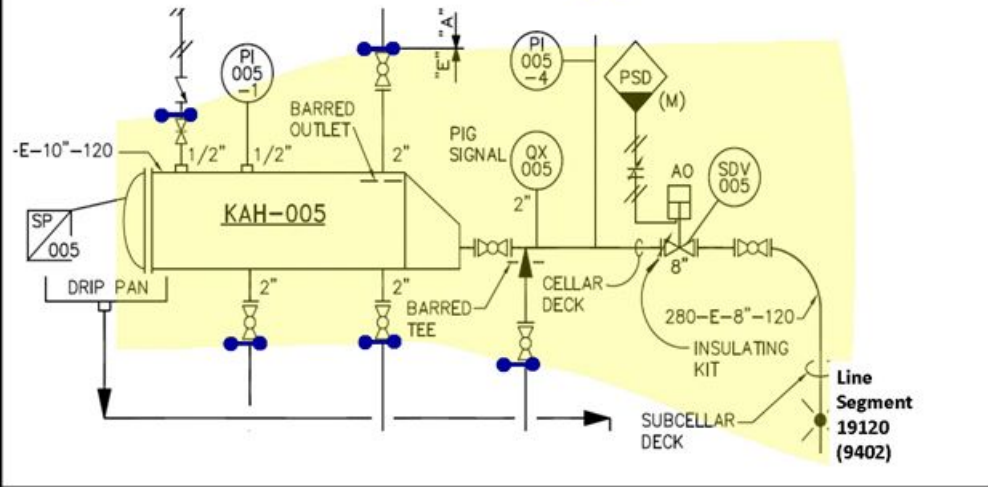 "E" "A"
PI
005
-1
PI
005
-4
PSD
(M)
BARRED
OUTLET
PIG
SIGNAL
QX
005
AO
SDV
005
-E-10"-120
1/2"
1/2"
2"
2"
KAH-005
SP
005
8"
DRIP PAN
2"
2"
BARRED
TEE
CELLAR
DECK
280-E-8"-120
INSULATING
KIT
SUBCELLAR
DECK
Line
Segment
19120
(9402)